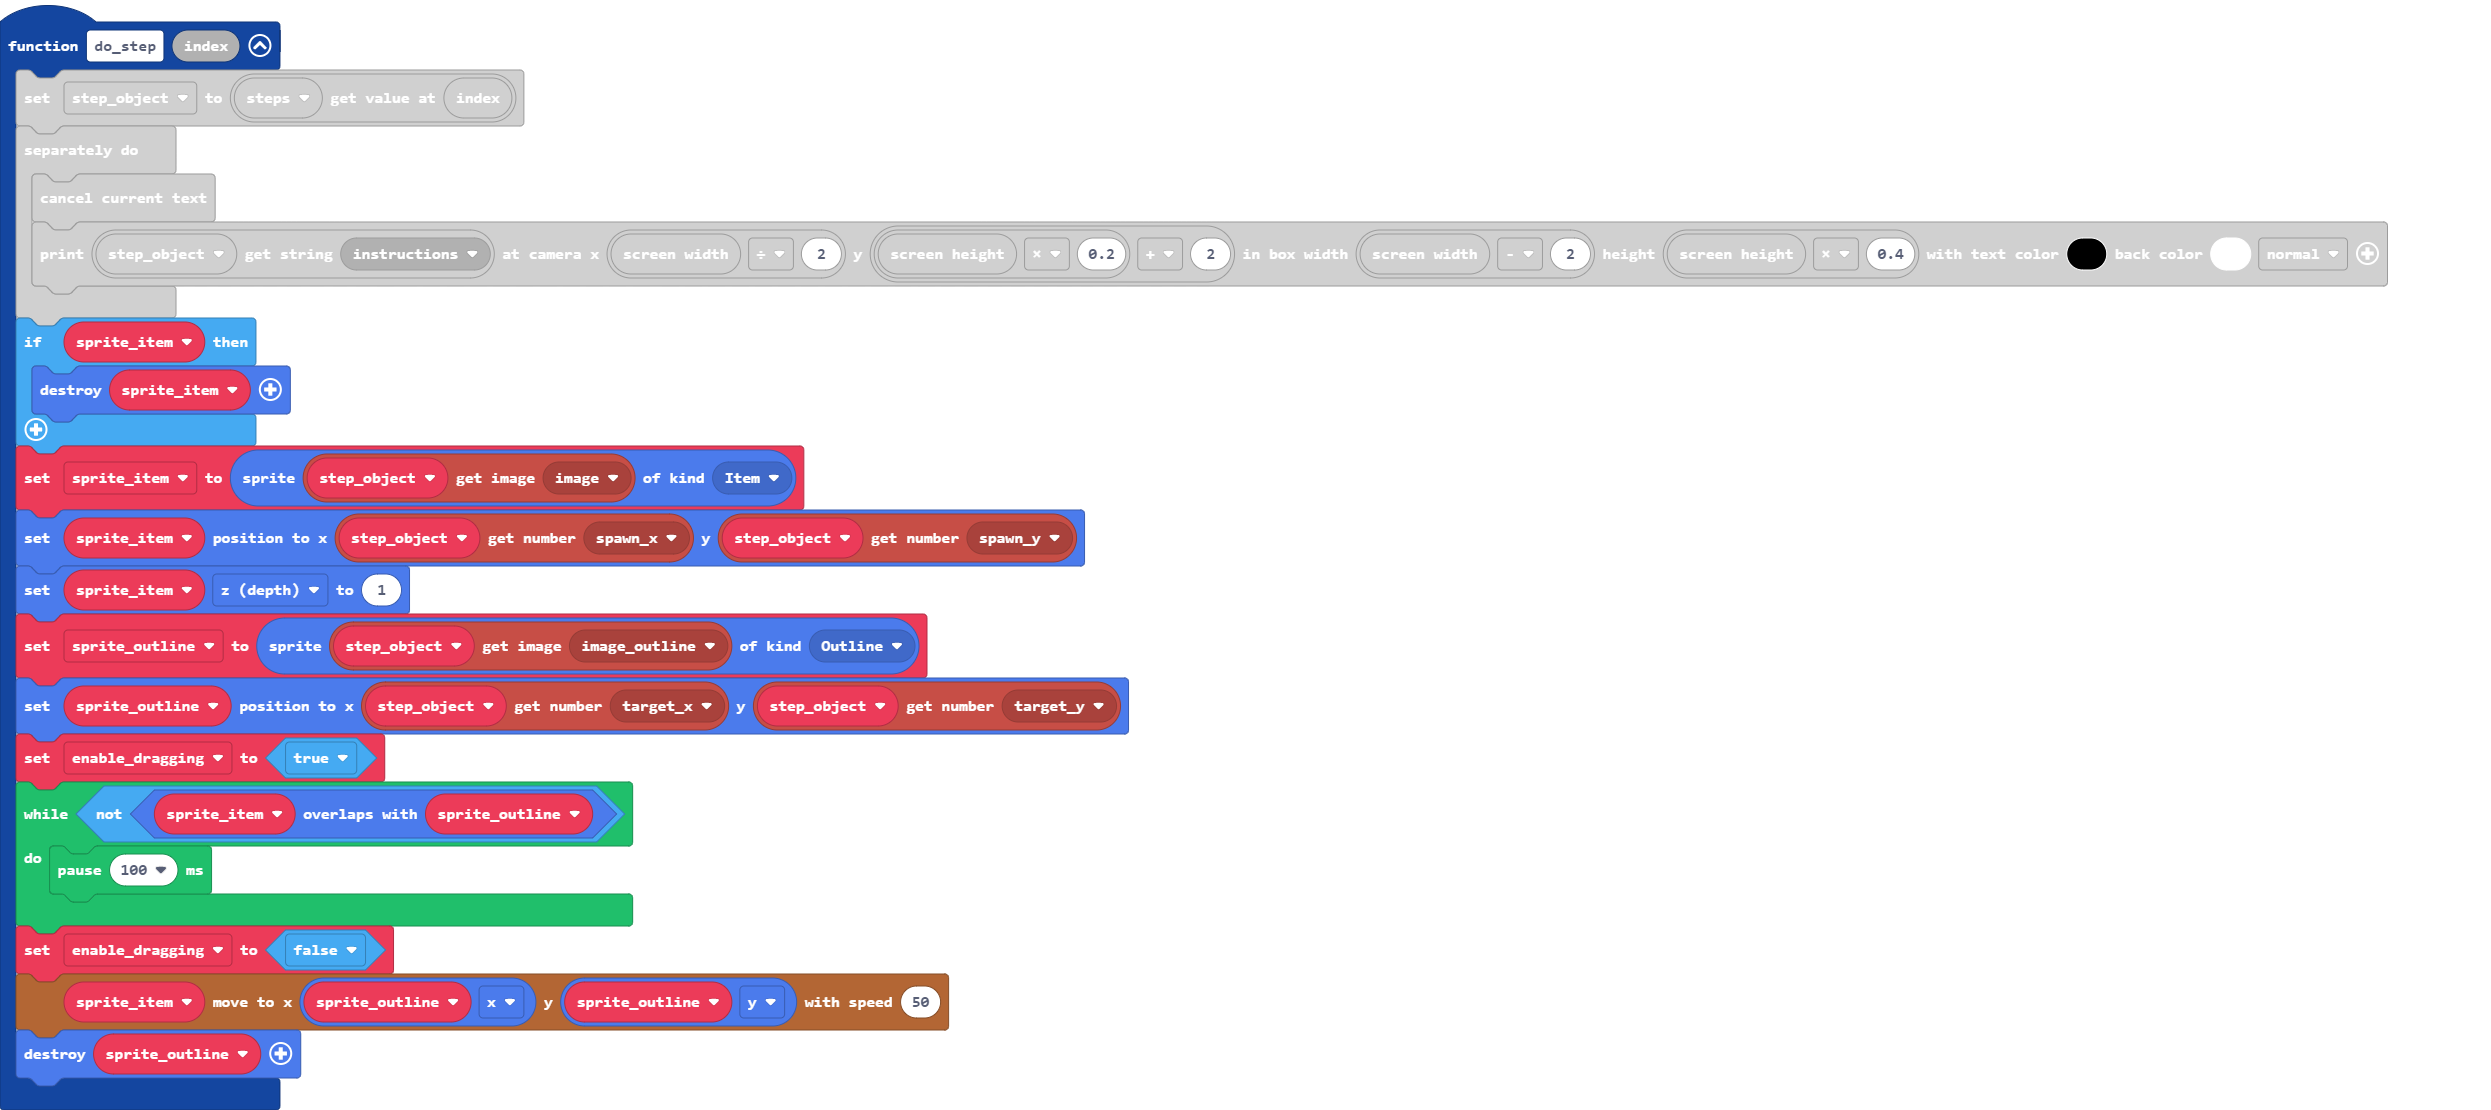 function do_step index
set step_object to steps get value at index
separately do
cancel current text
print step_object get string instructions at camera x screen width ÷ 2 y screen height × 0.2 + 2 in box width screen width - 2 height screen height × 0.4 with text color back color normal
if sprite_item then
destroy sprite_item
set sprite_item to sprite step_object get image image of kind Item
set sprite_item position to x step_object get number spawn_x y step_object get number spawn_y
set sprite_item z (depth) to 1
set sprite_outline to sprite step_object get image image_outline of kind Outline
set sprite_outline position to x step_object get number target_x y step_object get number target_y
set enable_dragging to true
while not sprite_item overlaps with sprite_outline
do pause 100 ms
set enable_dragging to false
sprite_item move to x sprite_outline x y sprite_outline y with speed 50
destroy sprite_outline